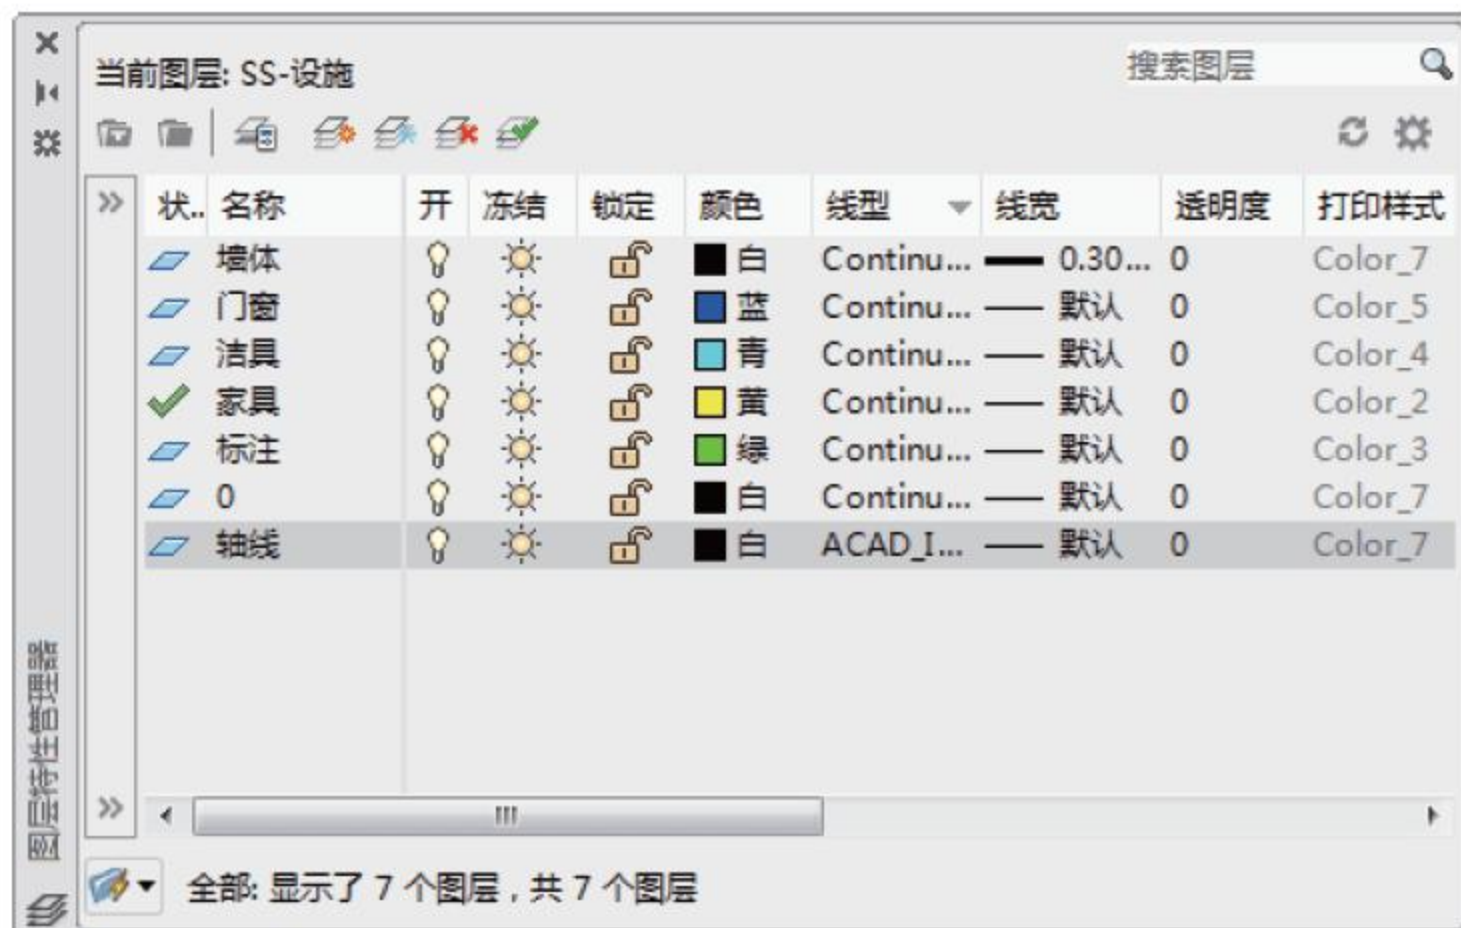 当前图层: SS-设施
搜索图层
状.. 名称 开 冻结 锁定 颜色 线型 线宽 透明度 打印样式
墙体 白 Continu... 0.30... 0 Color_7
门窗 蓝 Continu... 默认 0 Color_5
洁具 青 Continu... 默认 0 Color_4
家具 黄 Continu... 默认 0 Color_2
标注 绿 Continu... 默认 0 Color_3
0 白 Continu... 默认 0 Color_7
轴线 白 ACAD_I... 默认 0 Color_7
图层特性管理器
全部: 显示了 7 个图层，共 7 个图层